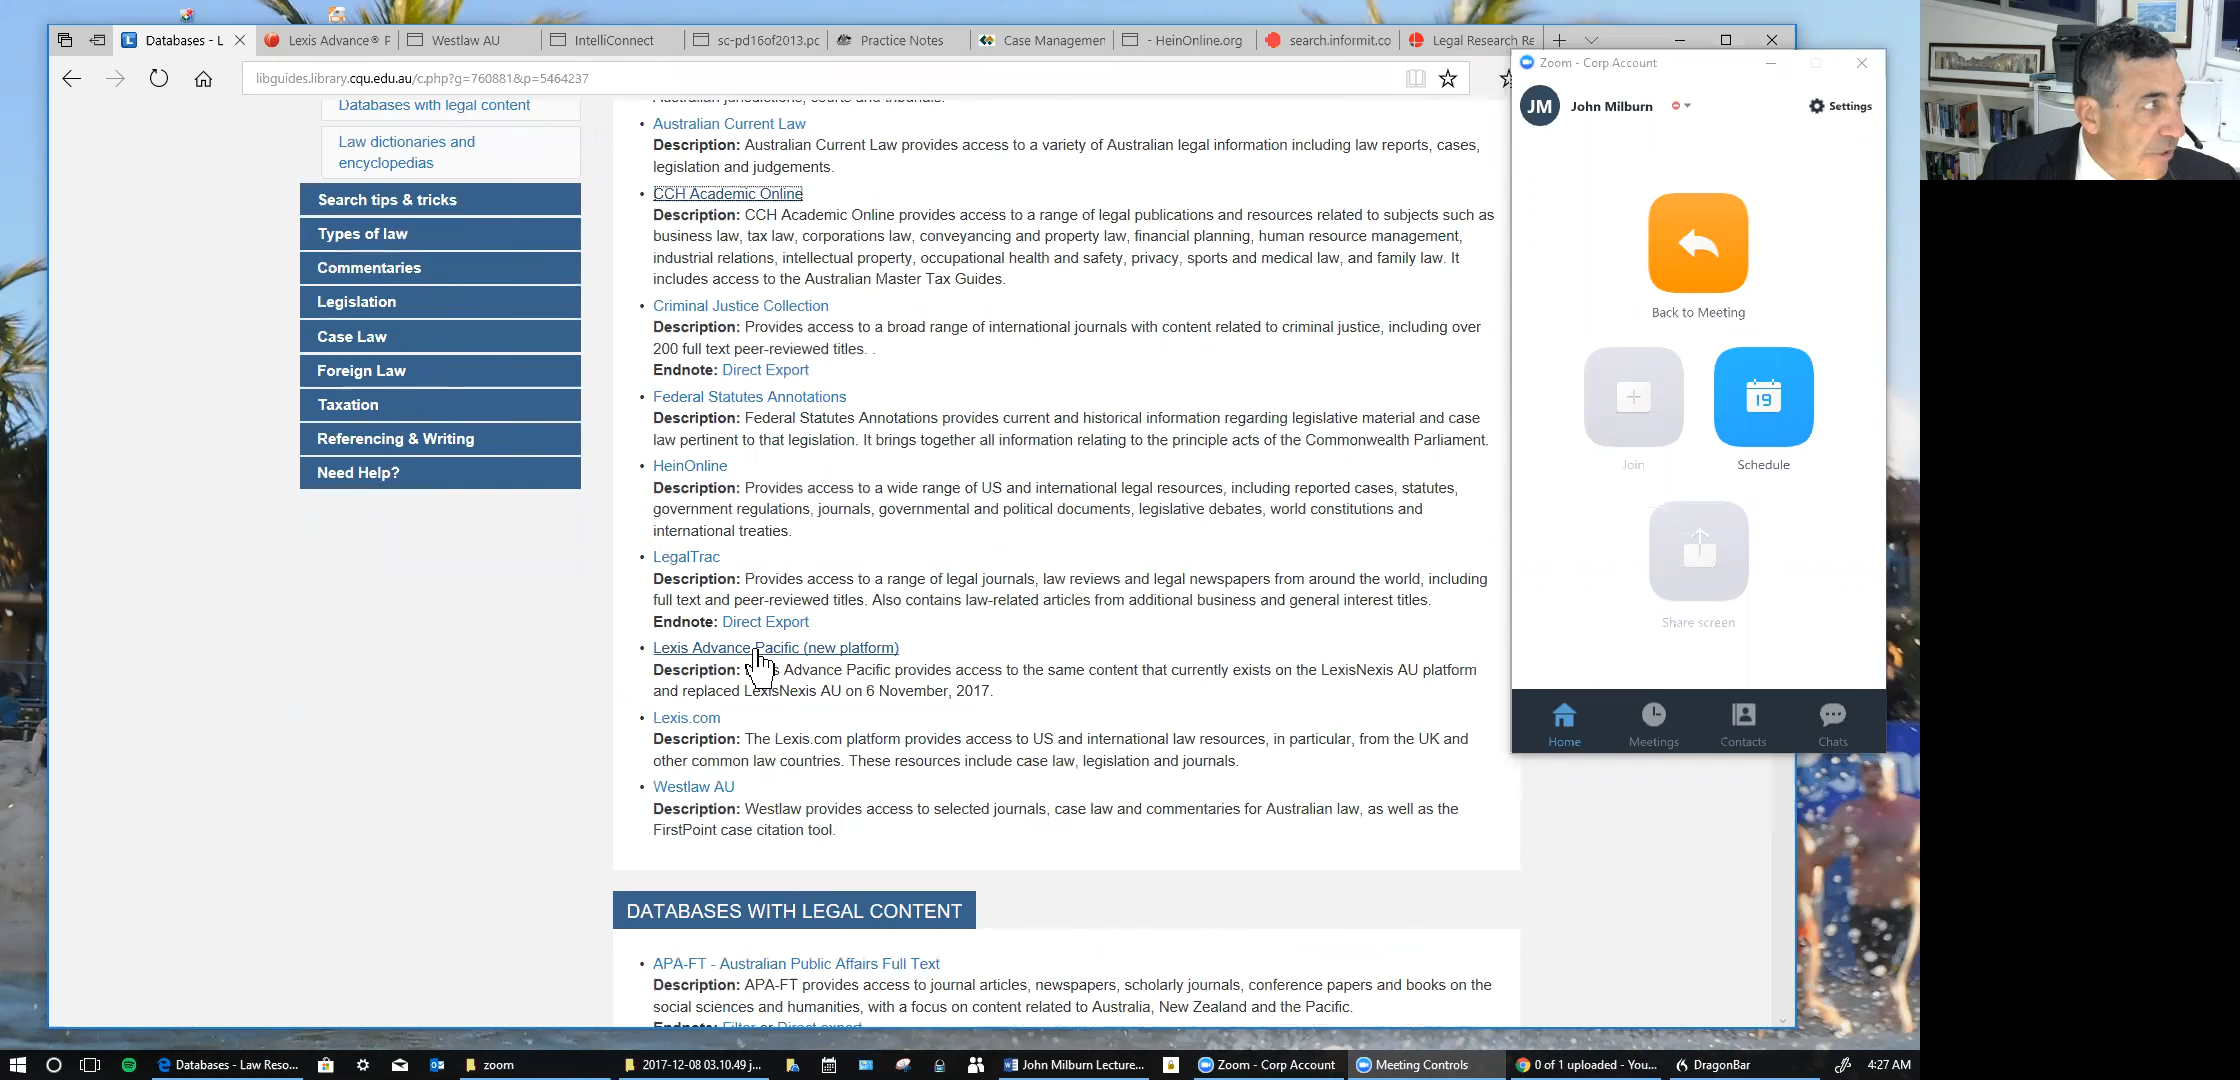 Databases - L
Lexis Advance® P
Westlaw AU
IntelliConnect
sc-pd16of2013.pc
Practice Notes
Case Managemen
- HeinOnline.org
search.informit.co
Legal Research Re
libguides.library.cqu.edu.au/c.php?g=760881&p=5464237
Databases with legal content
Law dictionaries and
encyclopedias
Search tips & tricks
Types of law
Commentaries
Legislation
Case Law
Foreign Law
Taxation
Referencing & Writing
Need Help?
Australian jurisdictions, courts and tribunals.
• Australian Current Law
Description: Australian Current Law provides access to a variety of Australian legal information including law reports, cases,
legislation and judgements.
• CCH Academic Online
Description: CCH Academic Online provides access to a range of legal publications and resources related to subjects such as
business law, tax law, corporations law, conveyancing and property law, financial planning, human resource management,
industrial relations, intellectual property, occupational health and safety, privacy, sports and medical law, and family law. It
includes access to the Australian Master Tax Guides.
• Criminal Justice Collection
Description: Provides access to a broad range of international journals with content related to criminal justice, including over
200 full text peer-reviewed titles. .
Endnote: Direct Export
• Federal Statutes Annotations
Description: Federal Statutes Annotations provides current and historical information regarding legislative material and case
law pertinent to that legislation. It brings together all information relating to the principle acts of the Commonwealth Parliament.
• HeinOnline
Description: Provides access to a wide range of US and international legal resources, including reported cases, statutes,
government regulations, journals, governmental and political documents, legislative debates, world constitutions and
international treaties.
• LegalTrac
Description: Provides access to a range of legal journals, law reviews and legal newspapers from around the world, including
full text and peer-reviewed titles. Also contains law-related articles from additional business and general interest titles.
Endnote: Direct Export
• Lexis Advance Pacific (new platform)
Description: Advance Pacific provides access to the same content that currently exists on the LexisNexis AU platform
and replaced LexisNexis AU on 6 November, 2017.
• Lexis.com
Description: The Lexis.com platform provides access to US and international law resources, in particular, from the UK and
other common law countries. These resources include case law, legislation and journals.
• Westlaw AU
Description: Westlaw provides access to selected journals, case law and commentaries for Australian law, as well as the
FirstPoint case citation tool.
DATABASES WITH LEGAL CONTENT
• APA-FT - Australian Public Affairs Full Text
Description: APA-FT provides access to journal articles, newspapers, scholarly journals, conference papers and books on the
social sciences and humanities, with a focus on content related to Australia, New Zealand and the Pacific.
Endnote: Filter or Direct export
Zoom - Corp Account
JM
John Milburn
Settings
Back to Meeting
19
Join
Schedule
Share screen
Home
Meetings
Contacts
Chats
Databases - Law Reso...
zoom
2017-12-08 03.10.49 j...
John Milburn Lecture...
Zoom - Corp Account
Meeting Controls
0 of 1 uploaded - You...
DragonBar
4:27 AM